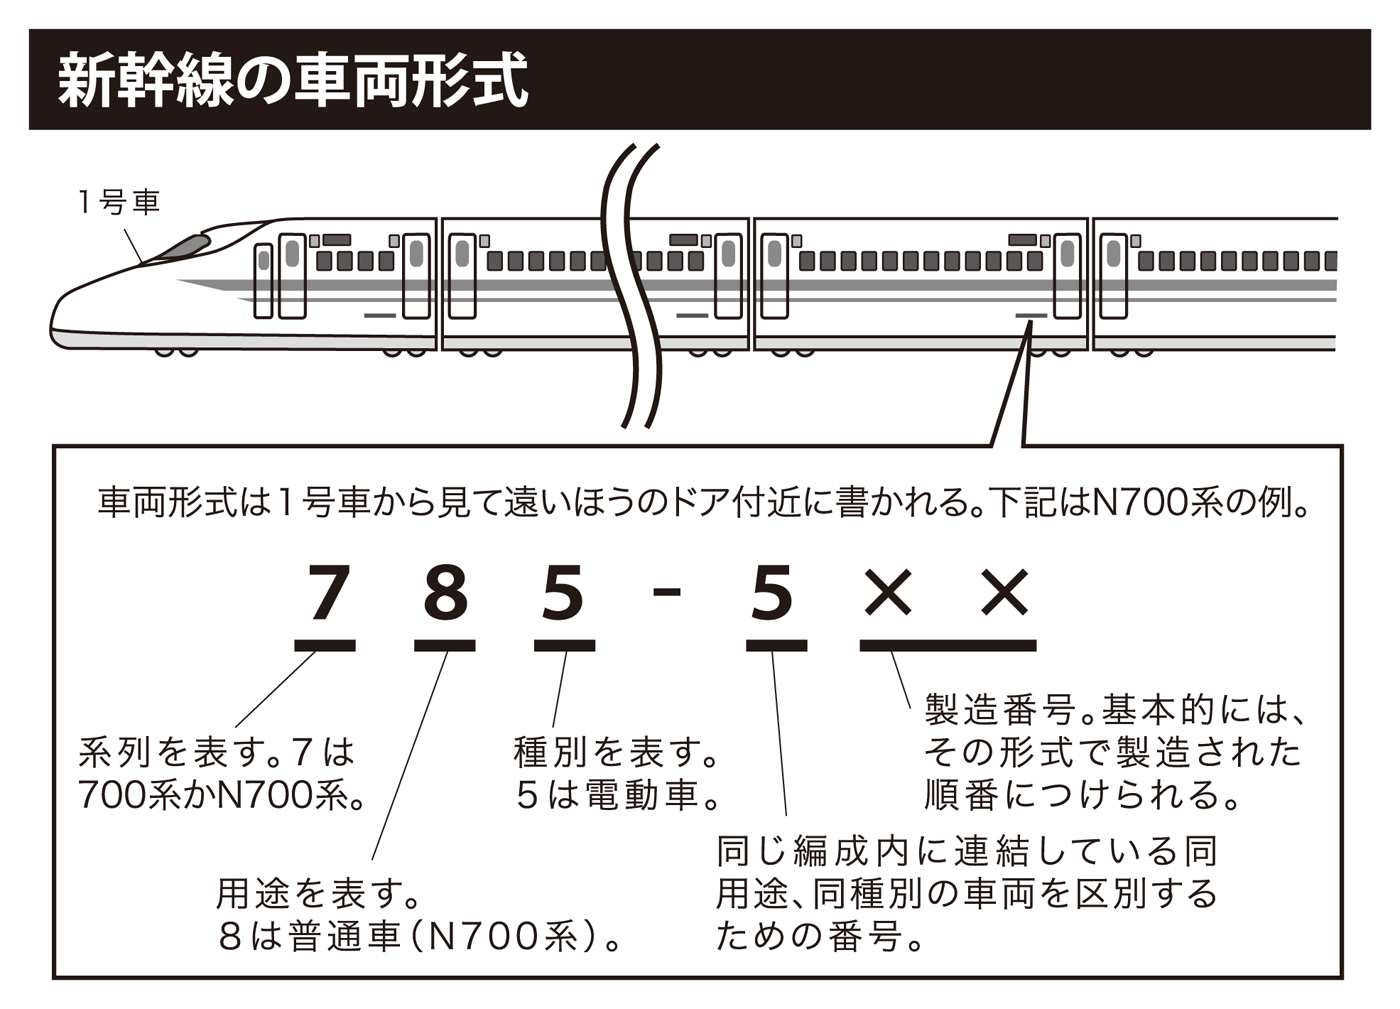 新幹線の車両形式
1号車
車両形式は1号車から見て遠いほうのドア付近に書かれる。下記はN700系の例。
7 8 5 - 5 × ×
系列を表す。7は
700系かN700系。
用途を表す。
8は普通車(N700系)。
種別を表す。
5は電動車。
同じ編成内に連結している同
用途、同種別の車両を区別する
ための番号。
製造番号。基本的には、
その形式で製造された
順番につけられる。